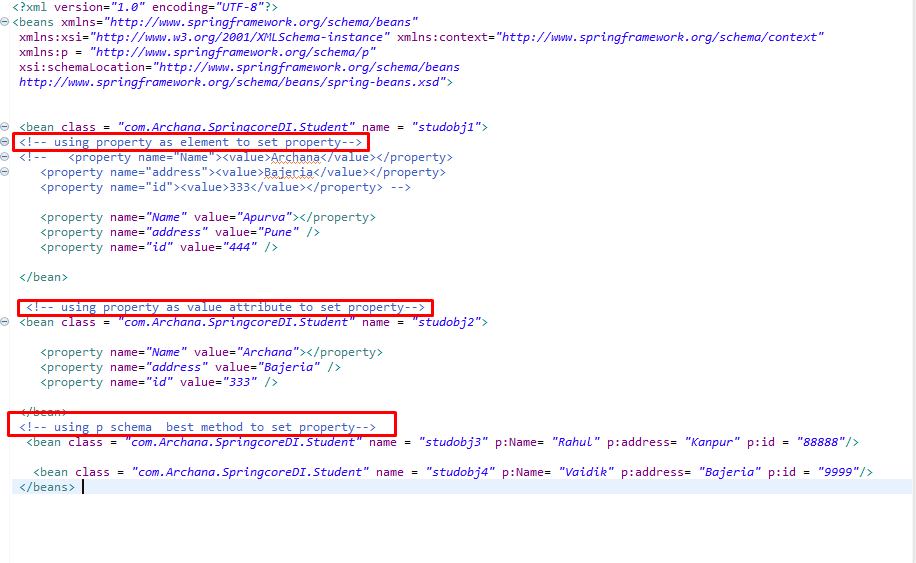 <?xml version="1.0" encoding="UTF-8"?>
<beans xmlns="http://www.springframework.org/schema/beans"
xmlns:xsi="http://www.w3.org/2001/XMLSchema-instance" xmlns:context="http://www.springframework.org/schema/context"
xmlns:p = "http://www.springframework.org/schema/p"
xsi:schemaLocation="http://www.springframework.org/schema/beans
http://www.springframework.org/schema/beans/spring-beans.xsd">
<bean class = "com.Archana.SpringcoreDI.Student" name = "studobj1">
<!-- using property as element to set property-->
<!-- <property name="Name"><value>Archana</value></property>
<property name="address"><value>Bajeria</value></property>
<property name="id"><value>333</value></property> -->
<property name="Name" value="Apurva"></property>
<property name="address" value="Pune" />
<property name="id" value="444" />
</bean>
<!-- using property as value attribute to set property-->
<bean class = "com.Archana.SpringcoreDI.Student" name = "studobj2">
<property name="Name" value="Archana"></property>
<property name="address" value="Bajeria" />
<property name="id" value="333" />
</bean>
<!-- using p schema  best method to set property-->
<bean class = "com.Archana.SpringcoreDI.Student" name = "studobj3" p:Name= "Rahul" p:address= "Kanpur" p:id = "88888"/>
<bean class = "com.Archana.SpringcoreDI.Student" name = "studobj4" p:Name= "Vaidik" p:address= "Bajeria" p:id = "9999"/>
</beans>